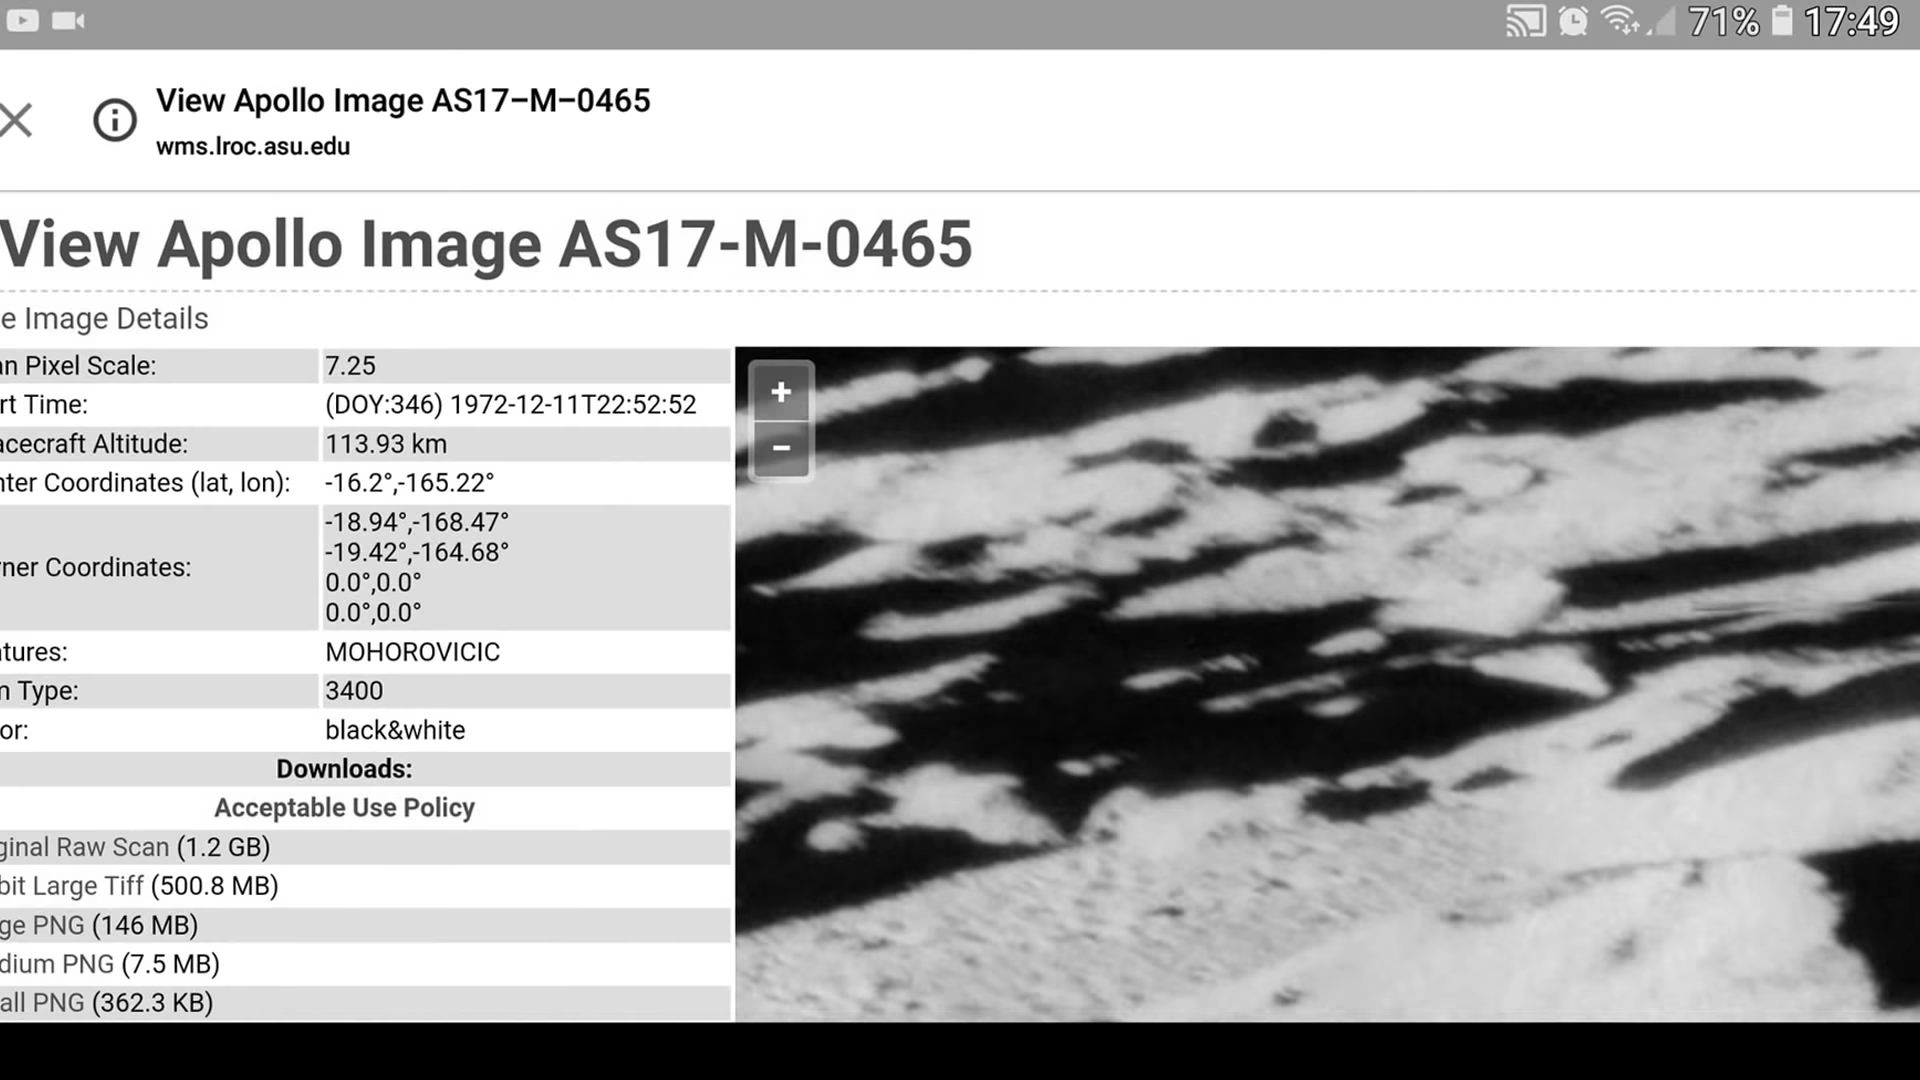 71% 17:49
View Apollo Image AS17-M-0465
wms.lroc.asu.edu
View Apollo Image AS17-M-0465
e Image Details
an Pixel Scale: 7.25
rt Time: (DOY:346) 1972-12-11T22:52:52
acecraft Altitude: 113.93 km
nter Coordinates (lat, lon): -16.2°,-165.22°
-18.94°,-168.47°
-19.42°,-164.68°
rner Coordinates:
0.0°,0.0°
0.0°,0.0°
tures: MOHOROVICIC
m Type: 3400
or: black&white
Downloads:
Acceptable Use Policy
ginal Raw Scan (1.2 GB)
bit Large Tiff (500.8 MB)
ge PNG (146 MB)
dium PNG (7.5 MB)
all PNG (362.3 KB)
+
-